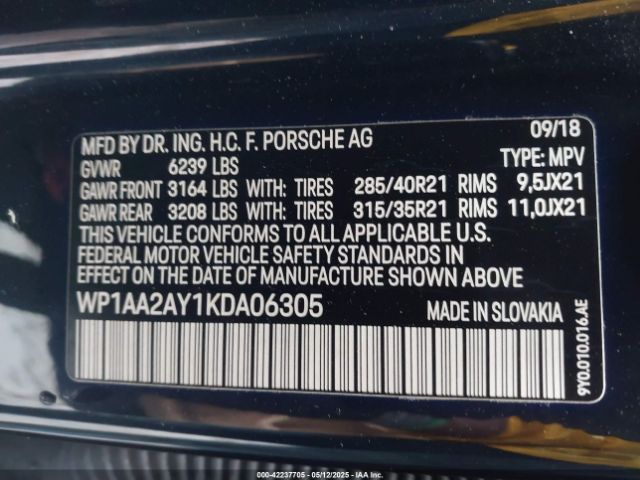 MFD BY DR. ING. H.C. F. PORSCHE AG 09/18
GVWR 6239 LBS TYPE: MPV
GAWR FRONT 3164 LBS WITH: TIRES 285/40R21 RIMS 9,5JX21
GAWR REAR 3208 LBS WITH: TIRES 315/35R21 RIMS 11,0JX21
THIS VEHICLE CONFORMS TO ALL APPLICABLE U.S.
FEDERAL MOTOR VEHICLE SAFETY STANDARDS IN
EFFECT ON THE DATE OF MANUFACTURE SHOWN ABOVE
WP1AA2AY1KDA06305 MADE IN SLOVAKIA
9Y0.010.016.AE
000-42237705 - 05/12/2025 - IAA Inc.